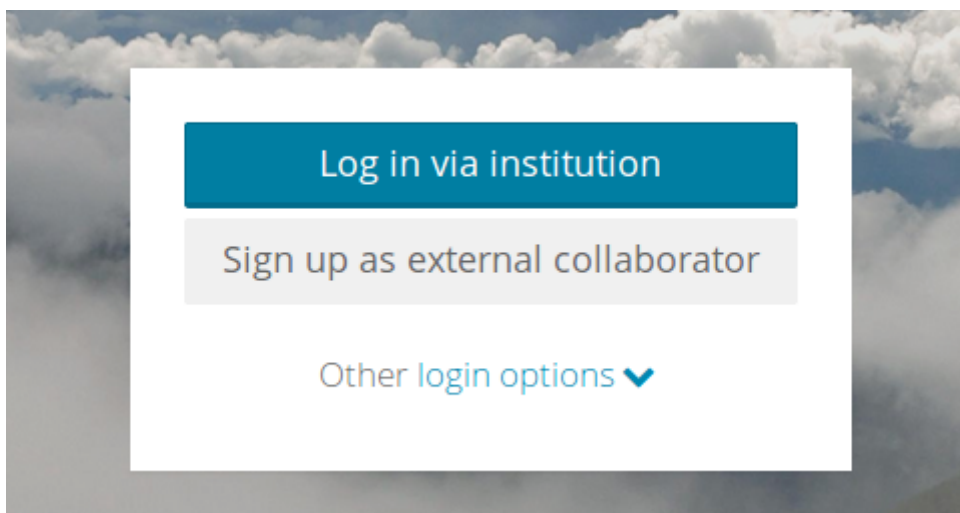 Log in via institution
Sign up as external collaborator
Other login options